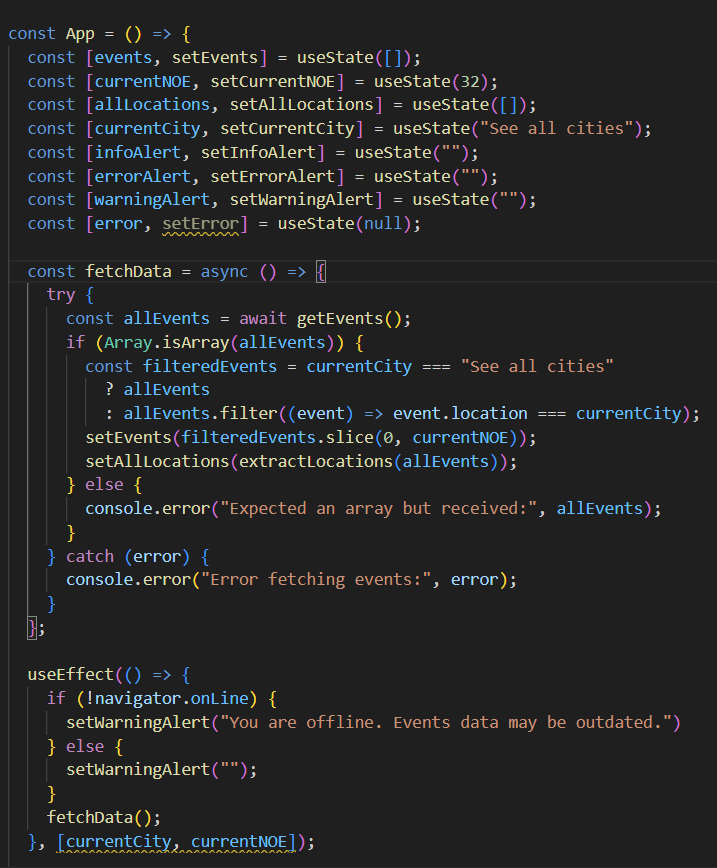 const App = () => {
const [events, setEvents] = useState([]);
const [currentNOE, setCurrentNOE] = useState(32);
const [allLocations, setAllLocations] = useState([]);
const [currentCity, setCurrentCity] = useState("See all cities");
const [infoAlert, setInfoAlert] = useState("");
const [errorAlert, setErrorAlert] = useState("");
const [warningAlert, setWarningAlert] = useState("");
const [error, setError] = useState(null);
const fetchData = async () => {
try {
const allEvents = await getEvents();
if (Array.isArray(allEvents)) {
const filteredEvents = currentCity === "See all cities"
? allEvents
: allEvents.filter((event) => event.location === currentCity);
setEvents(filteredEvents.slice(0, currentNOE));
setAllLocations(extractLocations(allEvents));
} else {
console.error("Expected an array but received:", allEvents);
}
} catch (error) {
console.error("Error fetching events:", error);
}
};
useEffect(() => {
if (!navigator.onLine) {
setWarningAlert("You are offline. Events data may be outdated.")
} else {
setWarningAlert("");
}
fetchData();
}, [currentCity, currentNOE]);